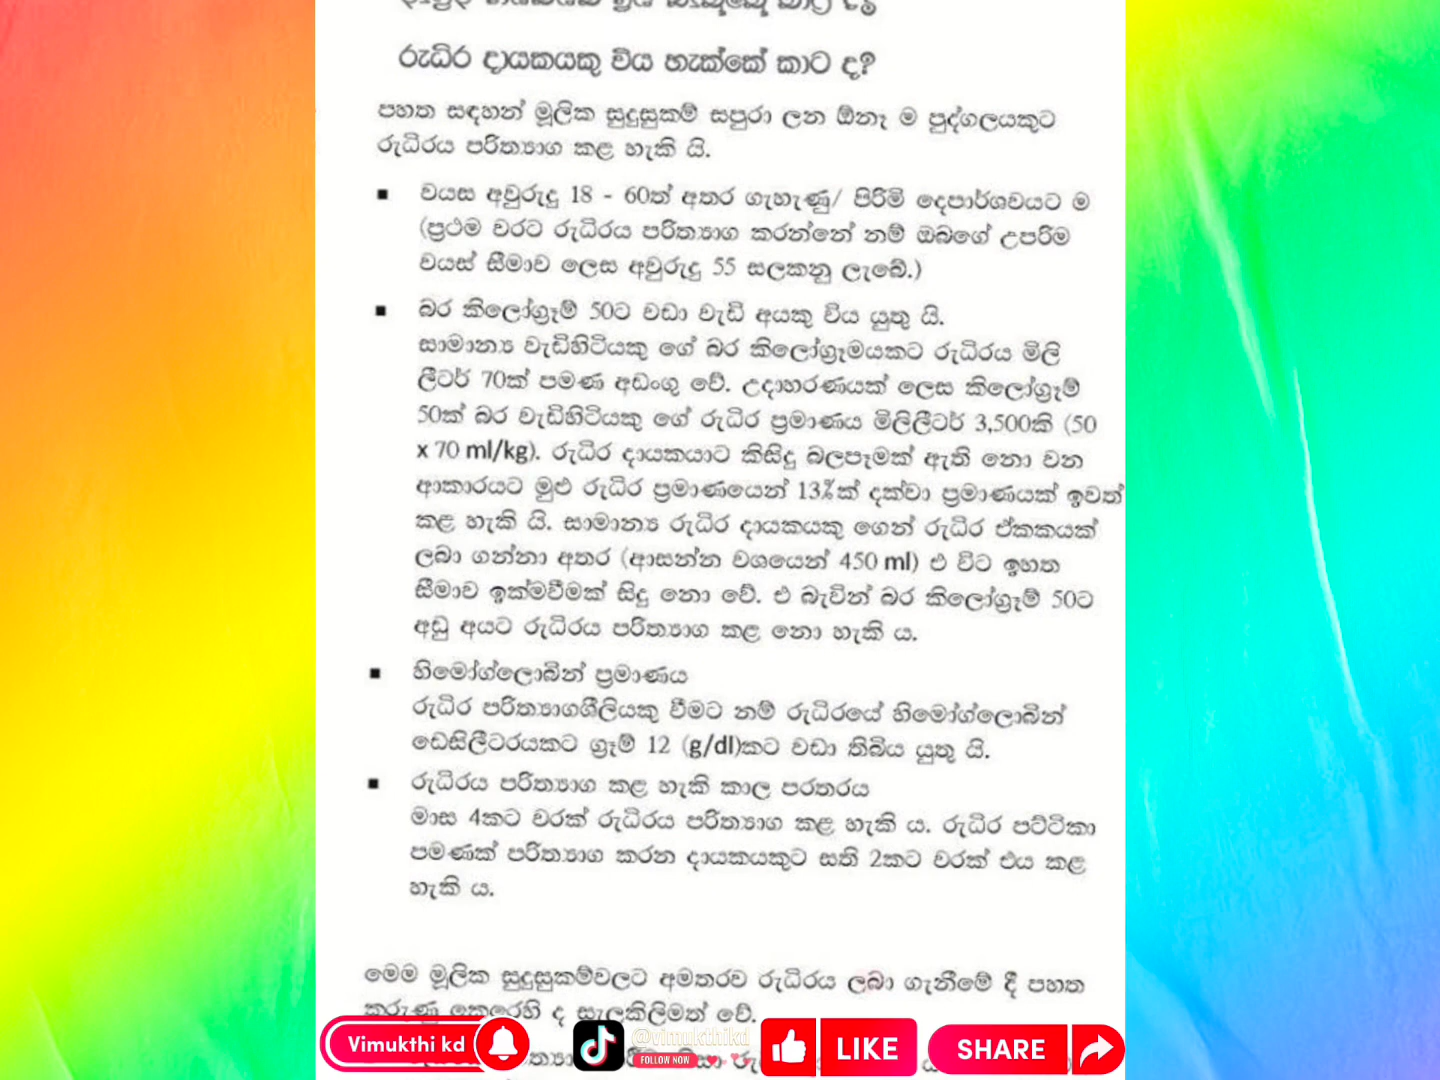 රුධිර දායකයකු විය හැක්කේ කාට ද?
පහත සඳහන් මූලික සුදුසුකම් සපුරා ලන ඕනෑ ම පුද්ගලයකුට
රුධිරය පරිත්‍යාග කළ හැකි යි.
▪ වයස අවුරුදු 18 - 60ත් අතර ගැහැණු/ පිරිමි දෙපාර්ශවයට ම
(ප්‍රථම වරට රුධිරය පරිත්‍යාග කරන්නේ නම් ඔබගේ උපරිම
වයස් සීමාව ලෙස අවුරුදු 55 සලකනු ලැබේ.)
▪ බර කිලෝග්‍රෑම් 50ට වඩා වැඩි අයකු විය යුතු යි.
සාමාන්‍ය වැඩිහිටියකු ගේ බර කිලෝග්‍රෑමයකට රුධිරය මිලි
ලීටර් 70ක් පමණ අඩංගු වේ. උදාහරණයක් ලෙස කිලෝග්‍රෑම්
50ක් බර වැඩිහිටියකු ගේ රුධිර ප්‍රමාණය මිලිලීටර් 3,500කි (50
x 70 ml/kg). රුධිර දායකයාට කිසිදු බලපෑමක් ඇති නො වන
ආකාරයට මුළු රුධිර ප්‍රමාණයෙන් 13%ක් දක්වා ප්‍රමාණයක් ඉවත්
කළ හැකි යි. සාමාන්‍ය රුධිර දායකයකු ගෙන් රුධිර ඒකකයක්
ලබා ගන්නා අතර (ආසන්න වශයෙන් 450 ml) එ විට ඉහත
සීමාව ඉක්මවීමක් සිදු නො වේ. එ බැවින් බර කිලෝග්‍රෑම් 50ට
අඩු අයට රුධිරය පරිත්‍යාග කළ නො හැකි ය.
▪ හිමෝග්ලොබින් ප්‍රමාණය
රුධිර පරිත්‍යාගශීලියකු වීමට නම් රුධිරයේ හිමෝග්ලොබින්
ඩෙසිලීටරයකට ග්‍රෑම් 12 (g/dl)කට වඩා තිබිය යුතු යි.
▪ රුධිරය පරිත්‍යාග කළ හැකි කාල පරතරය
මාස 4කට වරක් රුධිරය පරිත්‍යාග කළ හැකි ය. රුධිර පට්ටිකා
පමණක් පරිත්‍යාග කරන දායකයකුට සති 2කට වරක් එය කළ
හැකි ය.
මෙම මූලික සුදුසුකම්වලට අමතරව රුධිරය ලබා ගැනීමේ දී පහත
කරුණු කෙරෙහි ද සැලකිලිමත් වේ.
Vimukthi kd
@vimukthikd
FOLLOW NOW
LIKE
SHARE